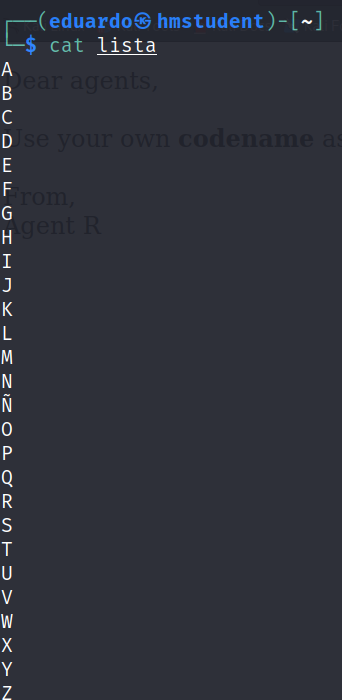 ┌──(eduardo㉿hmstudent)-[~]
└─$ cat lista
A
Dear agents,
B
C
D
Use your own codename as
E
F
From,
G
Agent R
H
I
J
K
L
M
N
Ñ
O
P
Q
R
S
T
U
V
W
X
Y
Z